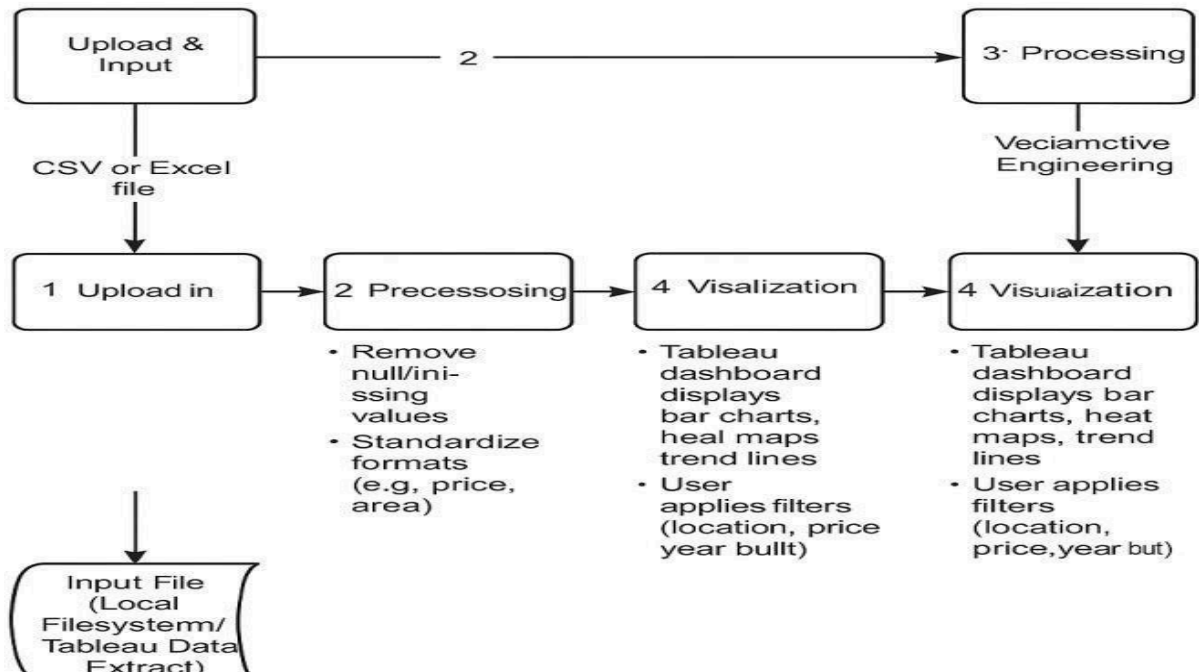 Upload &
Input
2
3· Processing
CSV or Excel
file
Veciamctive
Engineering
1 Upload in
2 Precessosing
4 Visalization
4 Visulaization
• Remove
null/ini-
ssing
values
• Standardize
formats
(e.g, price,
area)
• Tableau
dashboard
displays
bar charts,
heal maps
trend lines
• User
applies filters
(location, price
year bullt)
• Tableau
dashboard
displays bar
charts, heat
maps, trend
lines
• User applies
filters
(location,
price, year but)
Input File
(Local
Filesysterm/
Tableau Data
Extract)